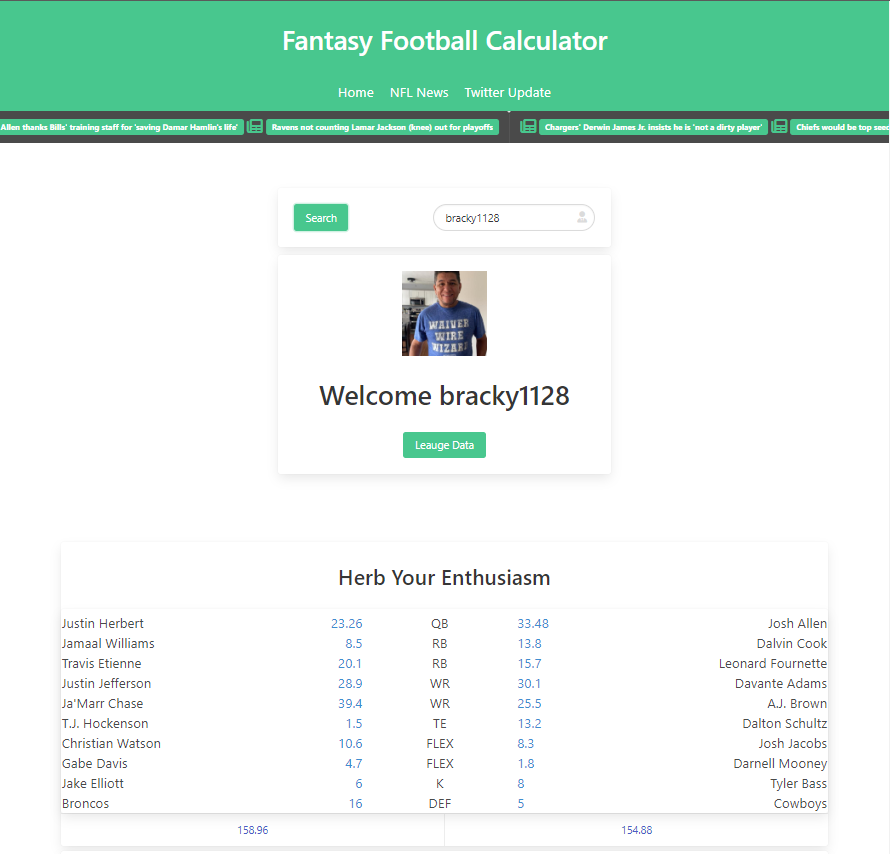 Fantasy Football Calculator
Home NFL News Twitter Update
Allen thanks Bills' training staff for 'saving Damar Hamlin's life' Ravens not counting Lamar Jackson (knee) out for playoffs Chargers' Derwin James Jr. insists he is 'not a dirty player' Chiefs would be top seed
Search bracky1128
WAIVER
WIRE
WIZARD
Welcome bracky1128
Leauge Data
Herb Your Enthusiasm
Justin Herbert 23.26 QB 33.48 Josh Allen
Jamaal Williams 8.5 RB 13.8 Dalvin Cook
Travis Etienne 20.1 RB 15.7 Leonard Fournette
Justin Jefferson 28.9 WR 30.1 Davante Adams
Ja'Marr Chase 39.4 WR 25.5 A.J. Brown
T.J. Hockenson 1.5 TE 13.2 Dalton Schultz
Christian Watson 10.6 FLEX 8.3 Josh Jacobs
Gabe Davis 4.7 FLEX 1.8 Darnell Mooney
Jake Elliott 6 K 8 Tyler Bass
Broncos 16 DEF 5 Cowboys
158.96 154.88